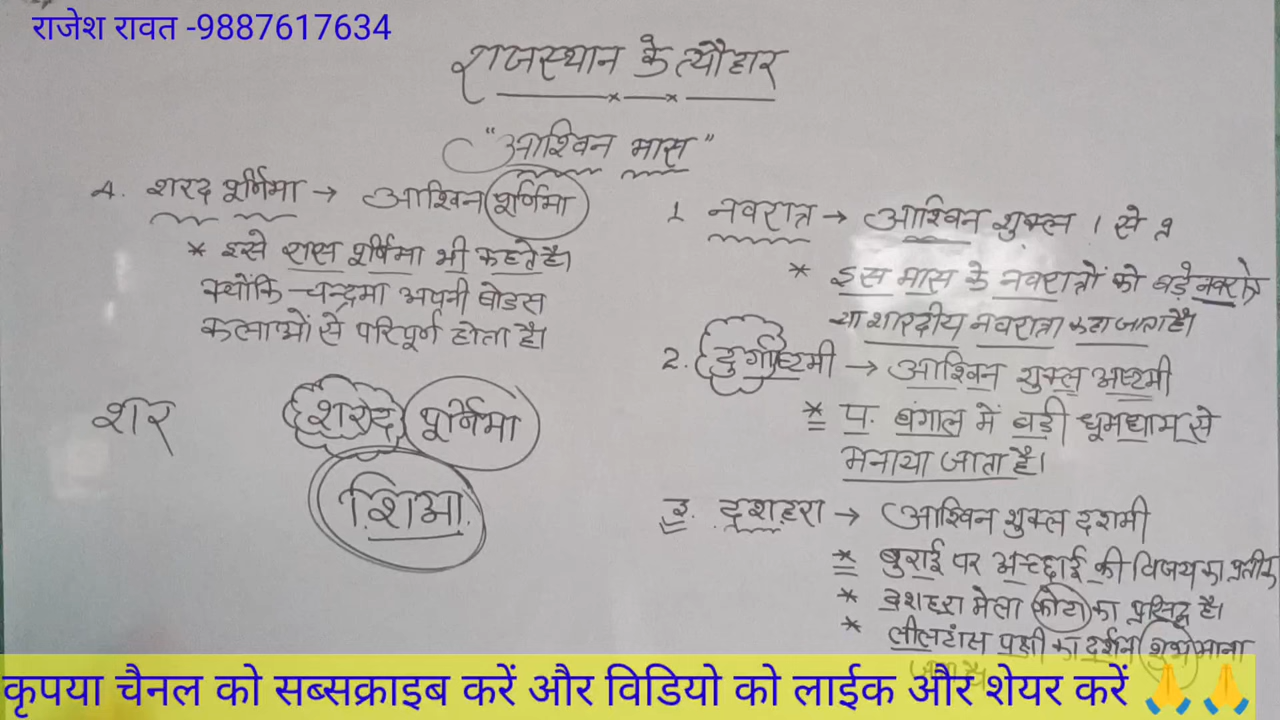 राजेश रावत -9887617634
राजस्थान के त्यौहार
"आश्विन मास"
4. शरद पूर्णिमा → आश्विन पूर्णिमा
* इसे रास पूर्णिमा भी कहते है।
क्योंकि चन्द्रमा अपनी षोडस
कलाओं से परिपूर्ण होता है।
शर
शरद पूर्णिमा
1 नवरात्र → आश्विन शुक्ल 1 से 9
* इस मास के नवरात्रों को बड़े नवरात्रे
या शारदीय नवरात्रा कहा जाता है।
2. दुर्गाष्टमी → आश्विन शुक्ल अष्टमी
* प. बंगाल में बड़ी धूमधाम से
मनाया जाता है।
3. दशहरा → आश्विन शुक्ल दशमी
* बुराई पर अच्छाई की विजय का प्रतीक
* दशहरा मेला कोटा का प्रसिद्ध है।
* लीलटांस पक्षी का दर्शन शुभ माना
कृपया चैनल को सब्सक्राइब करें और विडियो को लाईक और शेयर करें 🙏 🙏